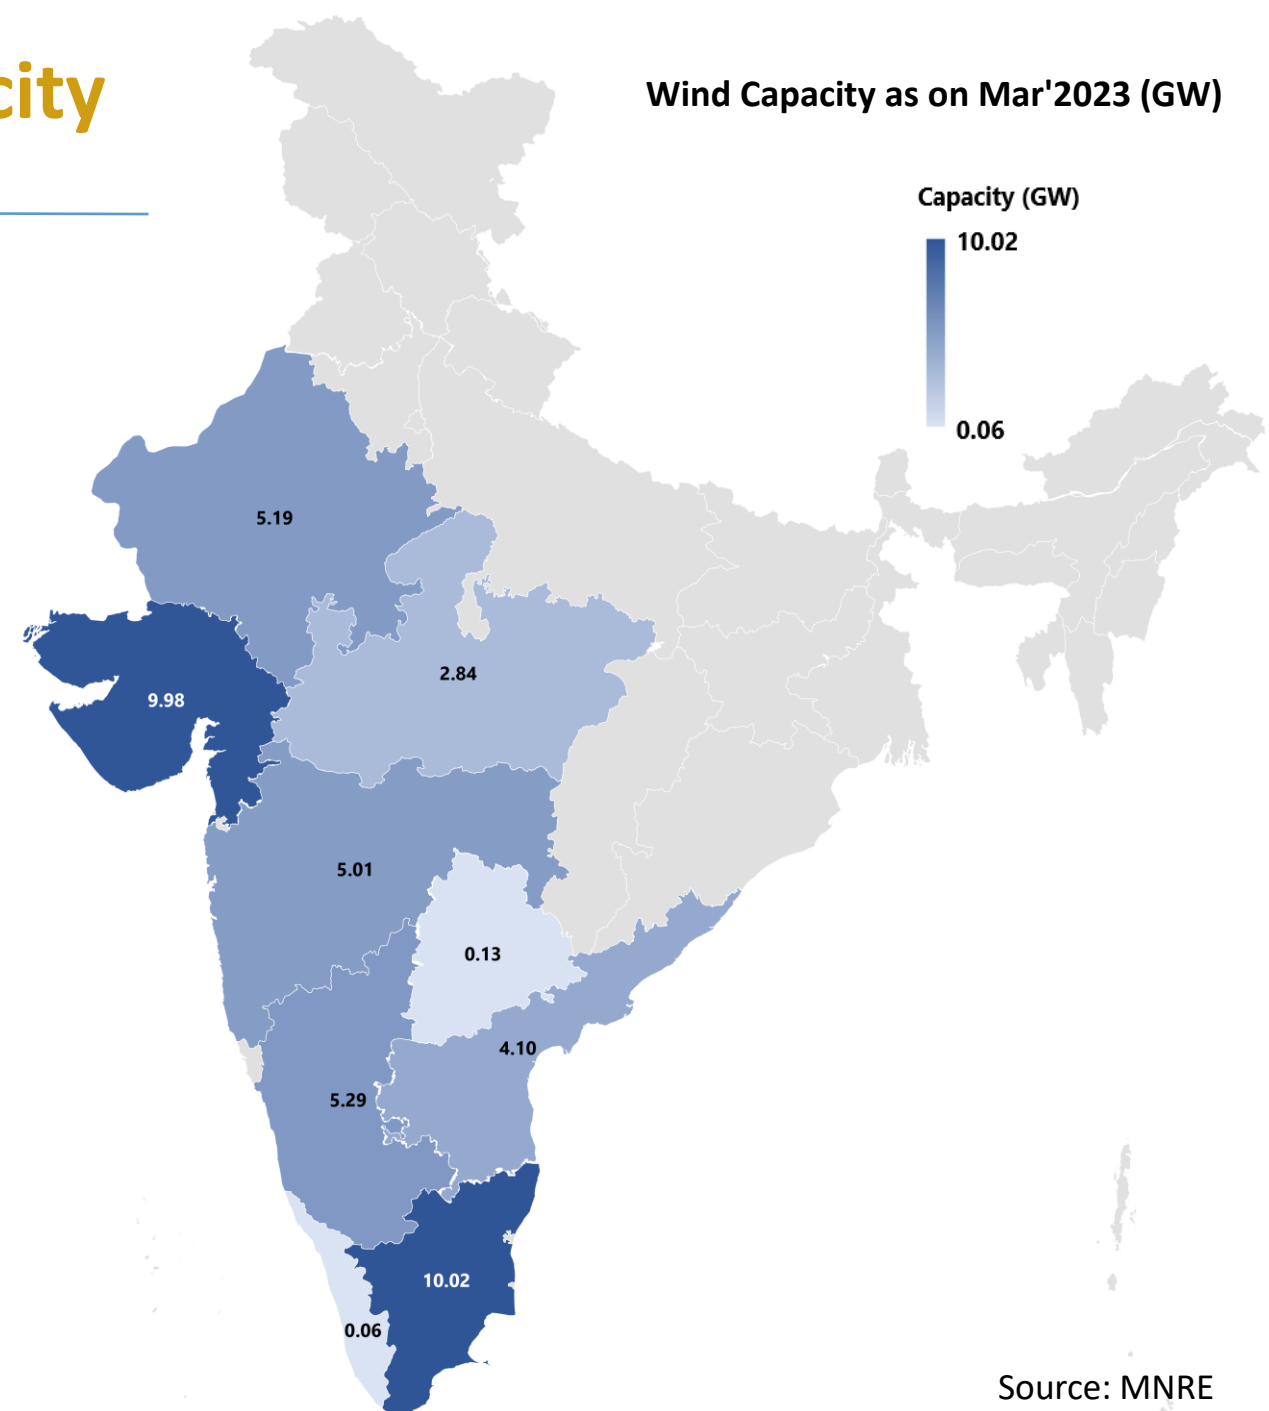 city
Wind Capacity as on Mar'2023 (GW)
Capacity (GW)
10.02
0.06
5.19
2.84
9.98
5.01
0.13
4.10
5.29
10.02
0.06
Source: MNRE